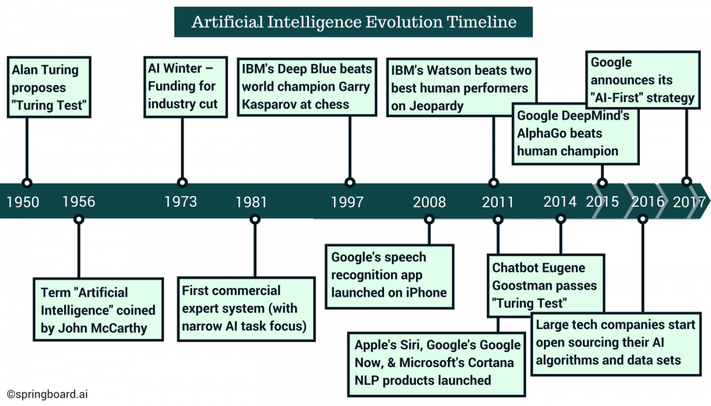 Artificial Intelligence Evolution Timeline
Alan Turing
proposes
"Turing Test"
AI Winter –
Funding for
industry cut
IBM's Deep Blue beats
world champion Garry
Kasparov at chess
IBM's Watson beats two
best human performers
on Jeopardy
Google DeepMind's
AlphaGo beats
human champion
Google
announces its
"AI-First" strategy
1950 1956 1973 1981 1997 2008 2011 2014 2015 2016 2017
Term "Artificial
Intelligence" coined
by John McCarthy
First commercial
expert system (with
narrow AI task focus)
Google's speech
recognition app
launched on iPhone
Apple's Siri, Google's Google
Now, & Microsoft's Cortana
NLP products launched
Chatbot Eugene
Goostman passes
"Turing Test"
Large tech companies start
open sourcing their AI
algorithms and data sets
©springboard.ai